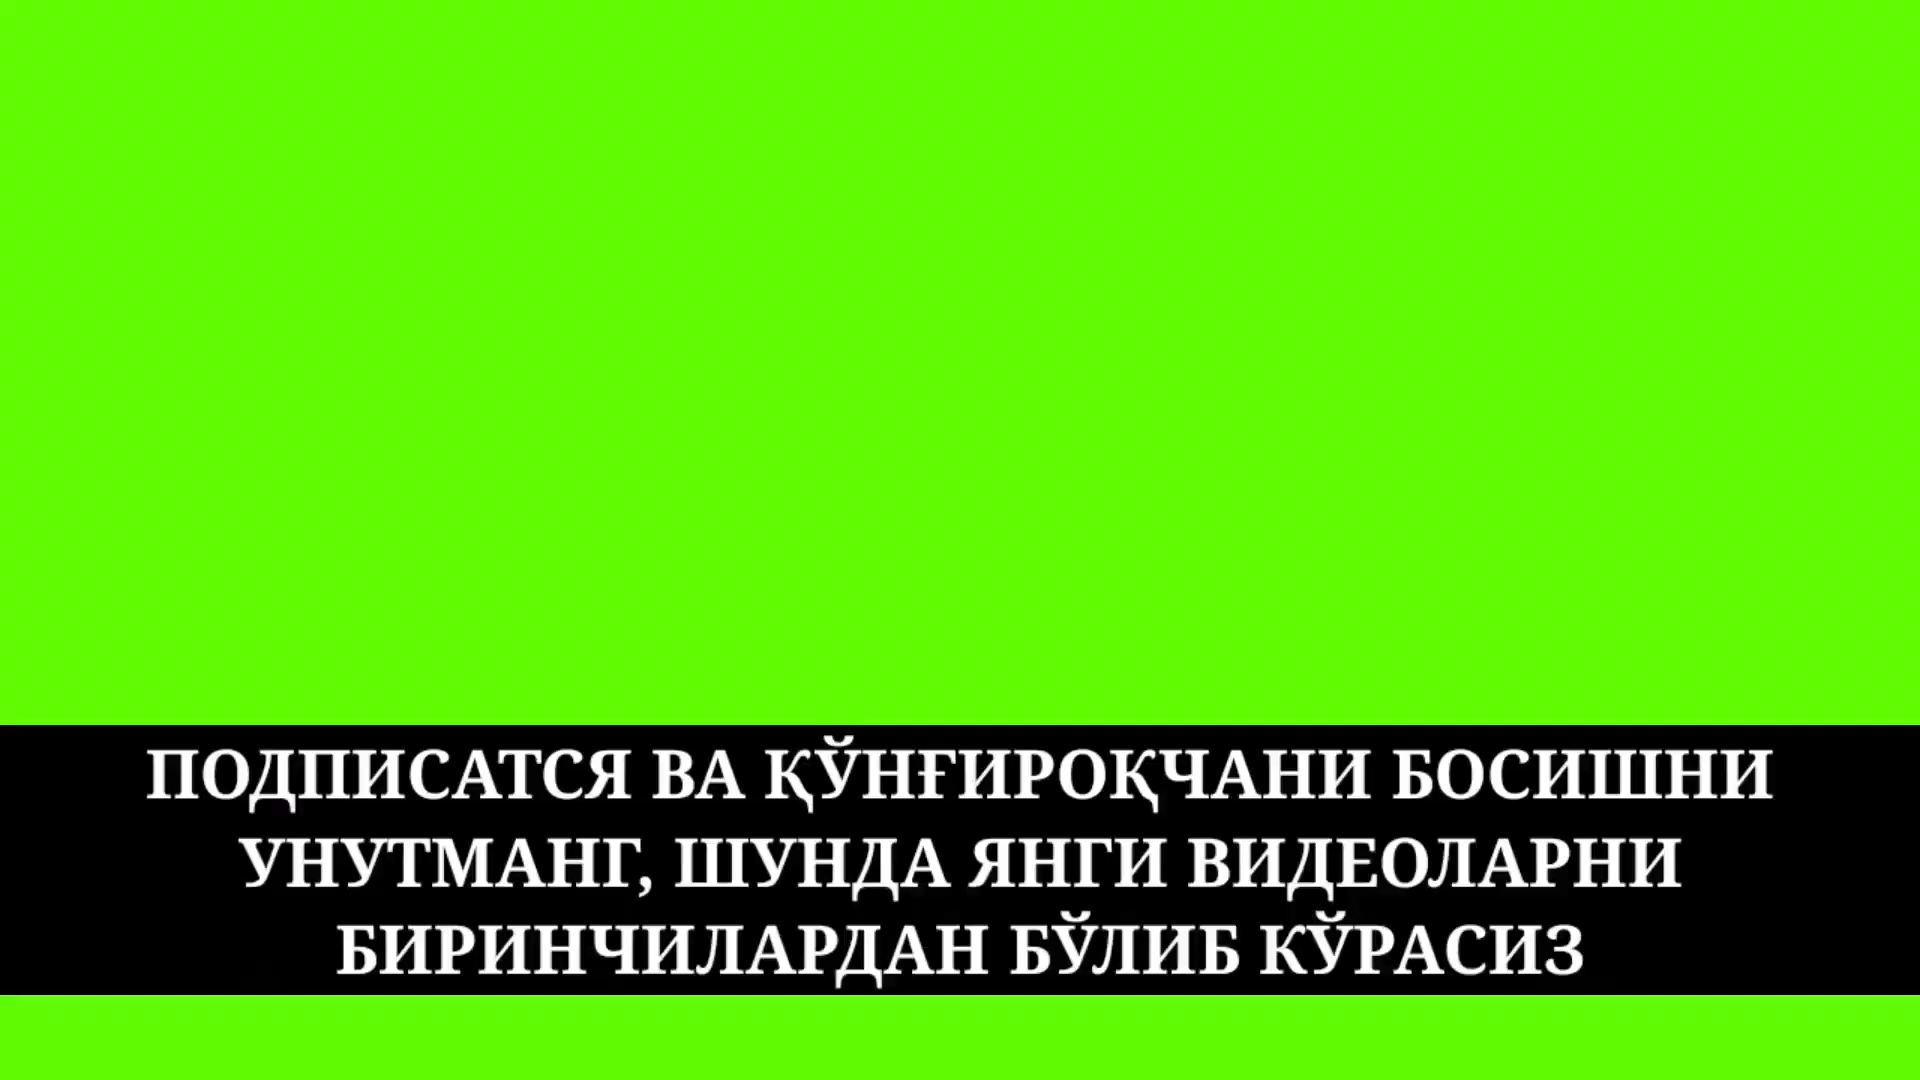 ПОДПИСАТСЯ ВА ҚЎНҒИРОҚЧАНИ БОСИШНИ
УНУТМАНГ, ШУНДА ЯНГИ ВИДЕОЛАРНИ
БИРИНЧИЛАРДАН БЎЛИБ КЎРАСИЗ